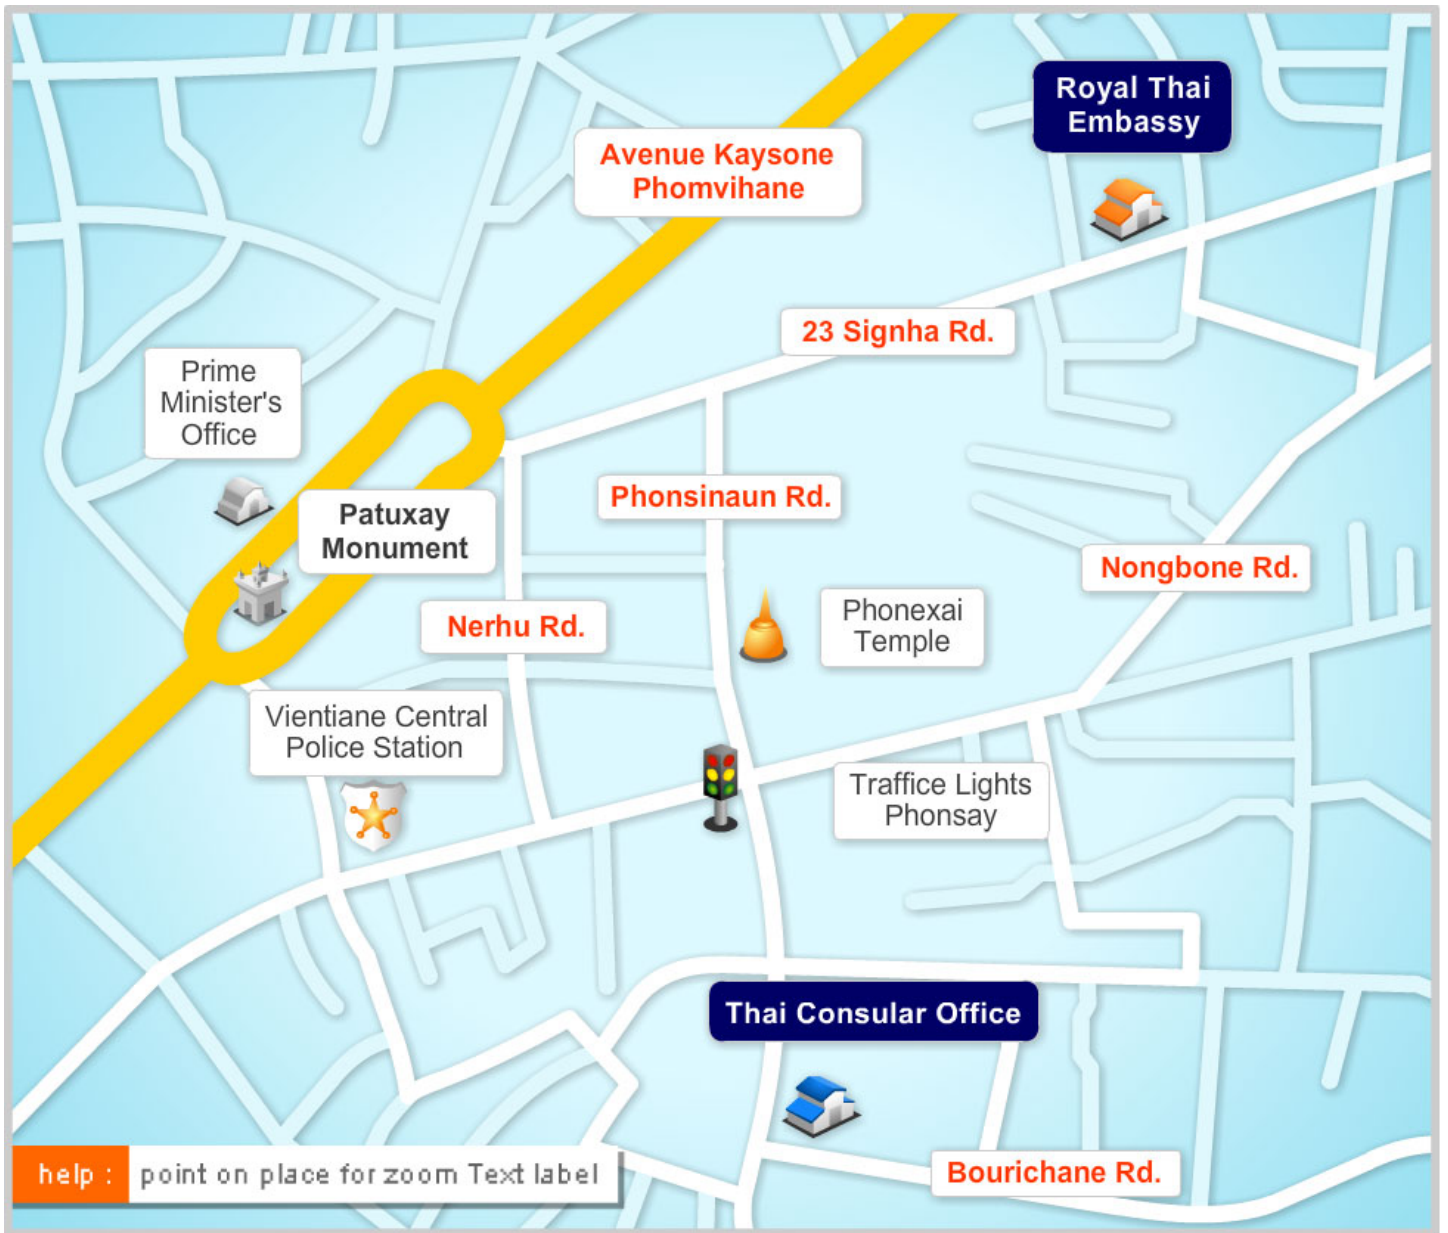 Royal Thai
Embassy
Avenue Kaysone
Phomvihane
23 Signha Rd.
Prime
Minister's
Office
Patuxay
Monument
Phonsinaun Rd.
Nongbone Rd.
Nerhu Rd.
Phonexai
Temple
Vientiane Central
Police Station
Traffice Lights
Phonsay
Thai Consular Office
Bourichane Rd.
help : point on place for zoom Text label